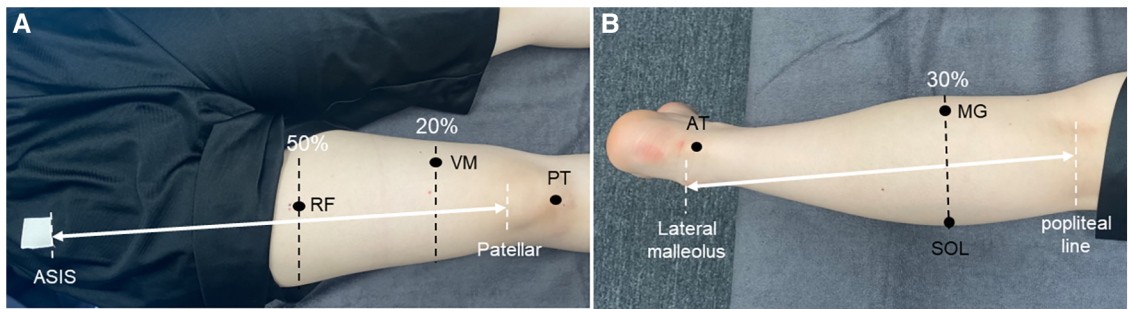 A
50%
20%
VM
RF
PT
Patellar
ASIS
B
30%
MG
AT
Lateral
malleolus
SOL
popliteal
line